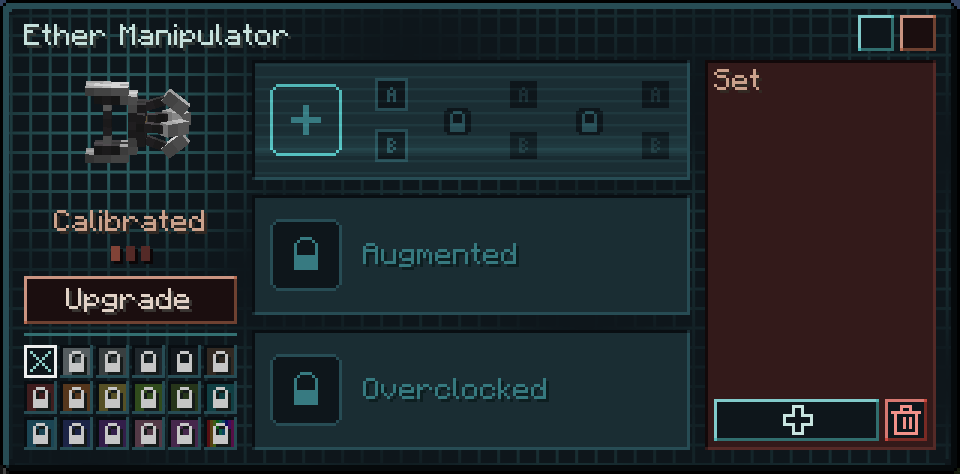 Ether Manipulator
Set
A A A
B B B
Calibrated
Augmented
Upgrade
Overclocked